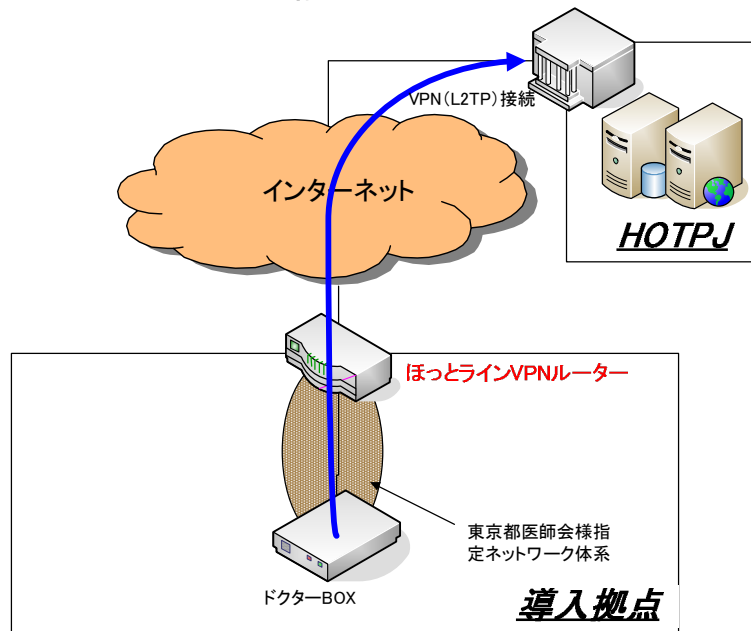 VPN(L2TP)接続
インターネット
HOTPJ
ほっとラインVPNルーター
東京都医師会様指
定ネットワーク体系
ドクターBOX
導入拠点